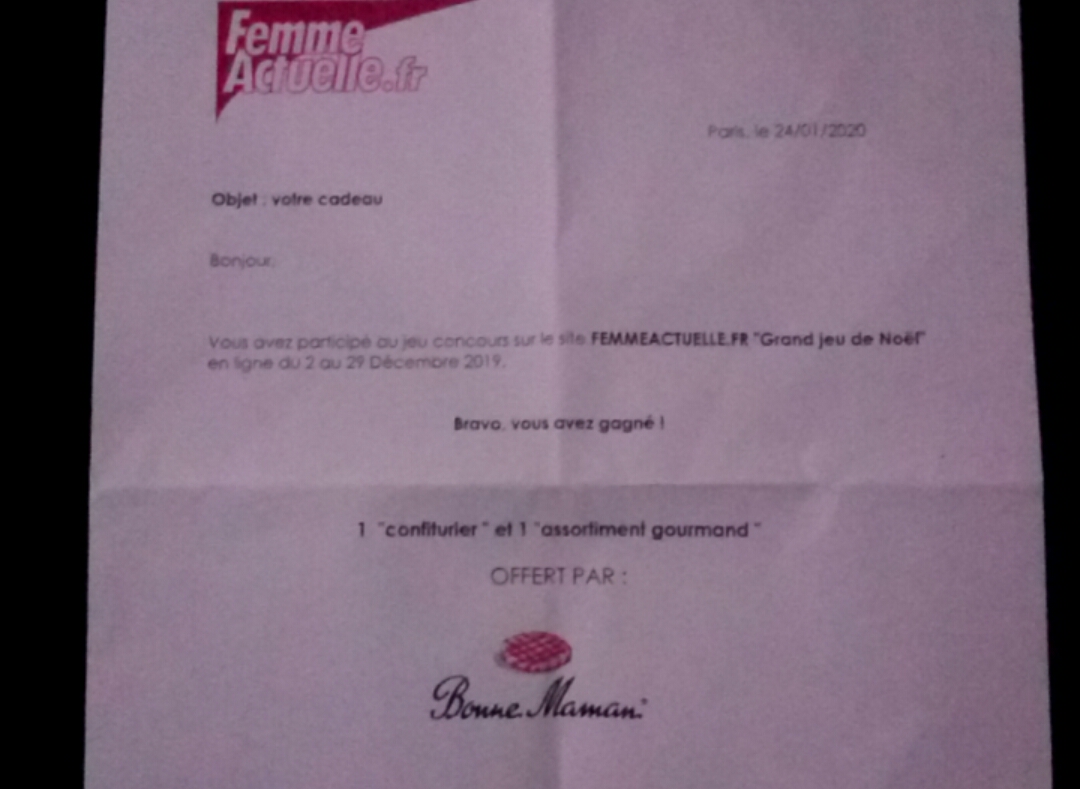 Femme
Actuelle.fr
Paris, le 24/01/2020
Objet : votre cadeau
Bonjour,
Vous avez participé au jeu concours sur le site FEMMEACTUELLE.FR "Grand jeu de Noël"
en ligne du 2 au 29 Décembre 2019.
Bravo, vous avez gagné !
1 "confiturier " et 1 "assortiment gourmand "
OFFERT PAR :
Bonne Maman